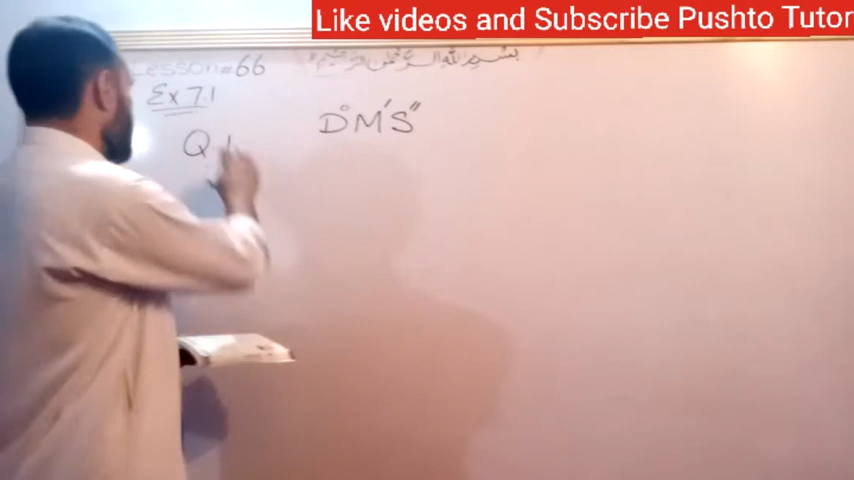 Like videos and Subscribe Pushto Tutor
Lesson#66
بسم الله الرحمن الرحيم
Ex 7.1
D° M′ S″
Q 1